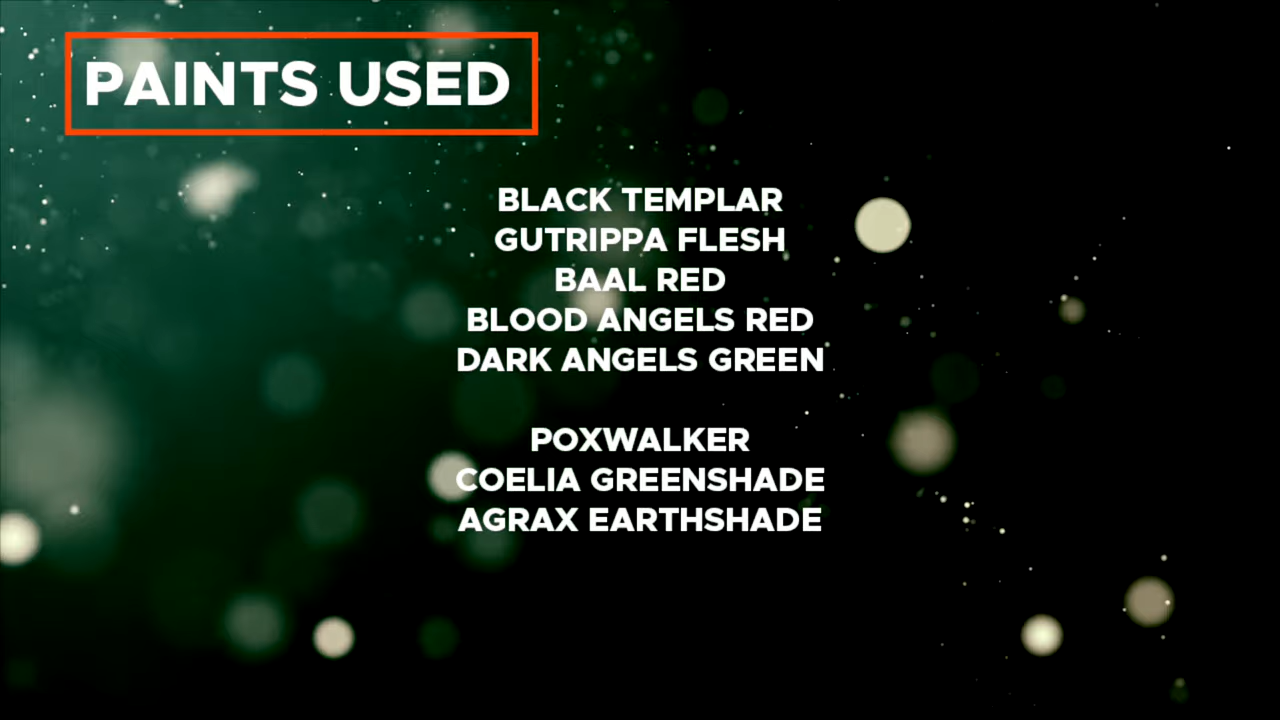 PAINTS USED
BLACK TEMPLAR
GUTRIPPA FLESH
BAAL RED
BLOOD ANGELS RED
DARK ANGELS GREEN
POXWALKER
COELIA GREENSHADE
AGRAX EARTHSHADE